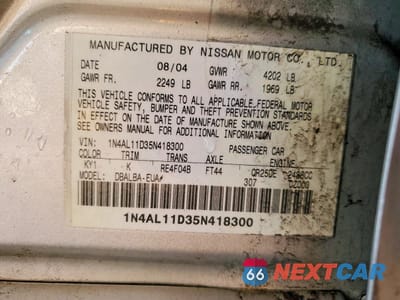 MANUFACTURED BY NISSAN MOTOR CO., LTD.
DATE 08/04 GVWR 4202 LB
GAWR FR. 2249 LB GAWR RR. 1969 LB
THIS VEHICLE CONFORMS TO ALL APPLICABLE FEDERAL MOTOR
VEHICLE SAFETY, BUMPER AND THEFT PREVENTION STANDARDS
IN EFFECT ON THE DATE OF MANUFACTURE SHOWN ABOVE
SEE OWNERS MANUAL FOR ADDITIONAL INFORMATION
VIN: 1N4AL11D35N418300 PASSENGER CAR
COLOR TRIM TRANS AXLE ENGINE
KY1 K RE4F04B FT44 QR25DE
MODEL: DBALBA-EUA 307
1N4AL11D35N418300
66 NEXTCAR